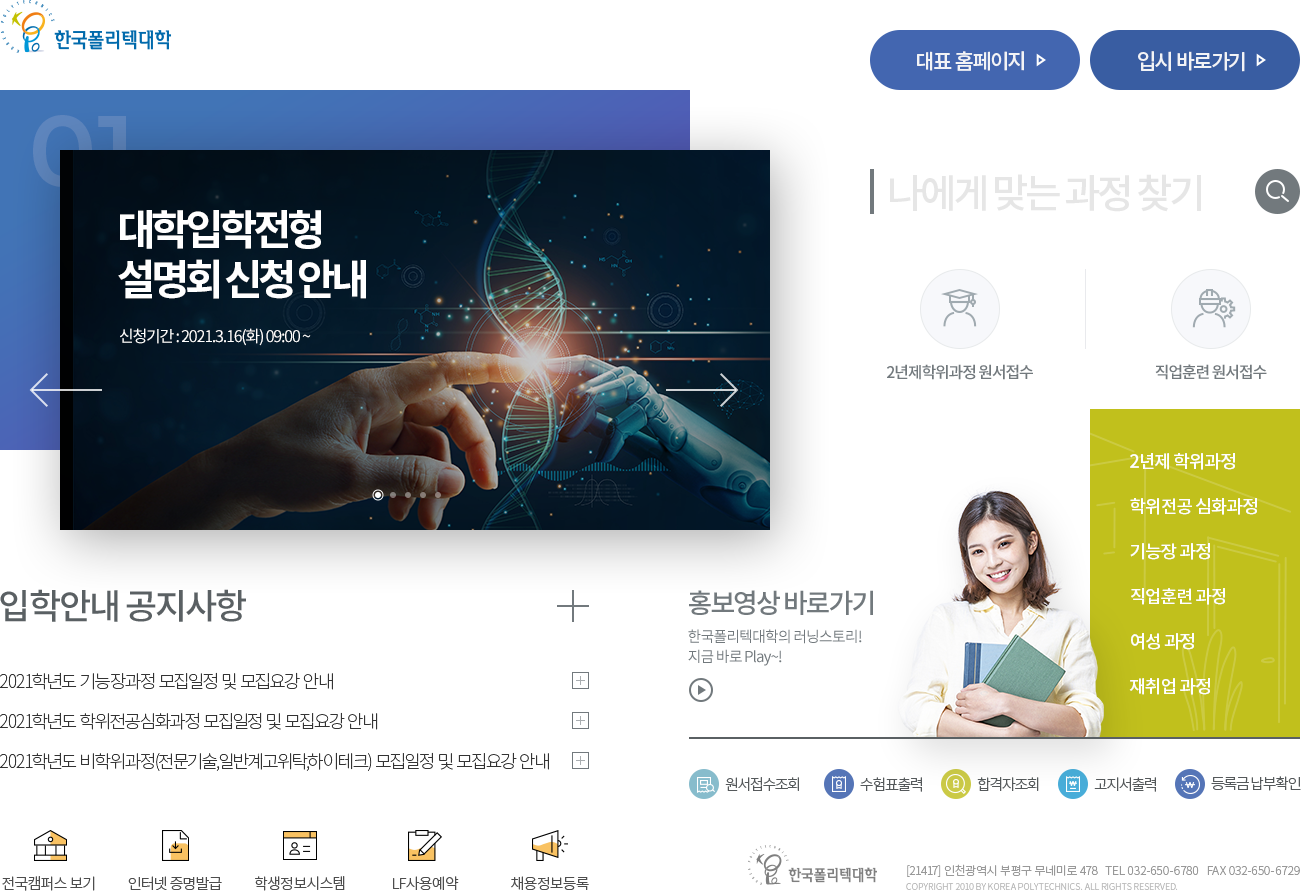 한국폴리텍대학
대표 홈페이지
입시 바로가기
01
대학입학전형
설명회 신청 안내
신청기간 : 2021.3.16(화) 09:00 ~
나에게 맞는 과정 찾기
2년제학위과정 원서접수
직업훈련 원서접수
2년제 학위과정
학위전공 심화과정
기능장 과정
직업훈련 과정
여성 과정
재취업 과정
입학안내 공지사항
2021학년도 기능장과정 모집일정 및 모집요강 안내
2021학년도 학위전공심화과정 모집일정 및 모집요강 안내
2021학년도 비학위과정(전문기술,일반계고위탁,하이테크) 모집일정 및 모집요강 안내
홍보영상 바로가기
한국폴리텍대학의 러닝스토리!
지금 바로 Play~!
원서접수조회
수험표출력
합격자조회
고지서출력
등록금 납부확인
전국캠퍼스 보기
인터넷 증명발급
학생정보시스템
LF사용예약
채용정보등록
한국폴리텍대학
[21417] 인천광역시 부평구 무네미로 478 TEL 032-650-6780 FAX 032-650-6729
COPYRIGHT 2010 BY KOREA POLYTECHNICS. ALL RIGHTS RESERVED.